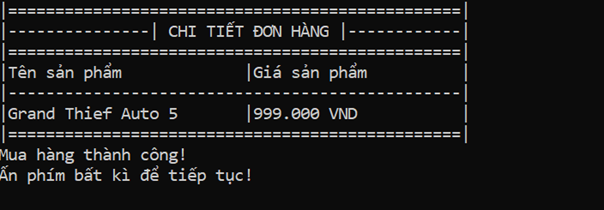 |================================================|
|---------------| CHI TIẾT ĐƠN HÀNG |------------|
|================================================|
|Tên sản phẩm             |Giá sản phẩm          |
|------------------------------------------------|
|Grand Thief Auto 5       |999.000 VND           |
|================================================|
Mua hàng thành công!
Ấn phím bất kì để tiếp tục!